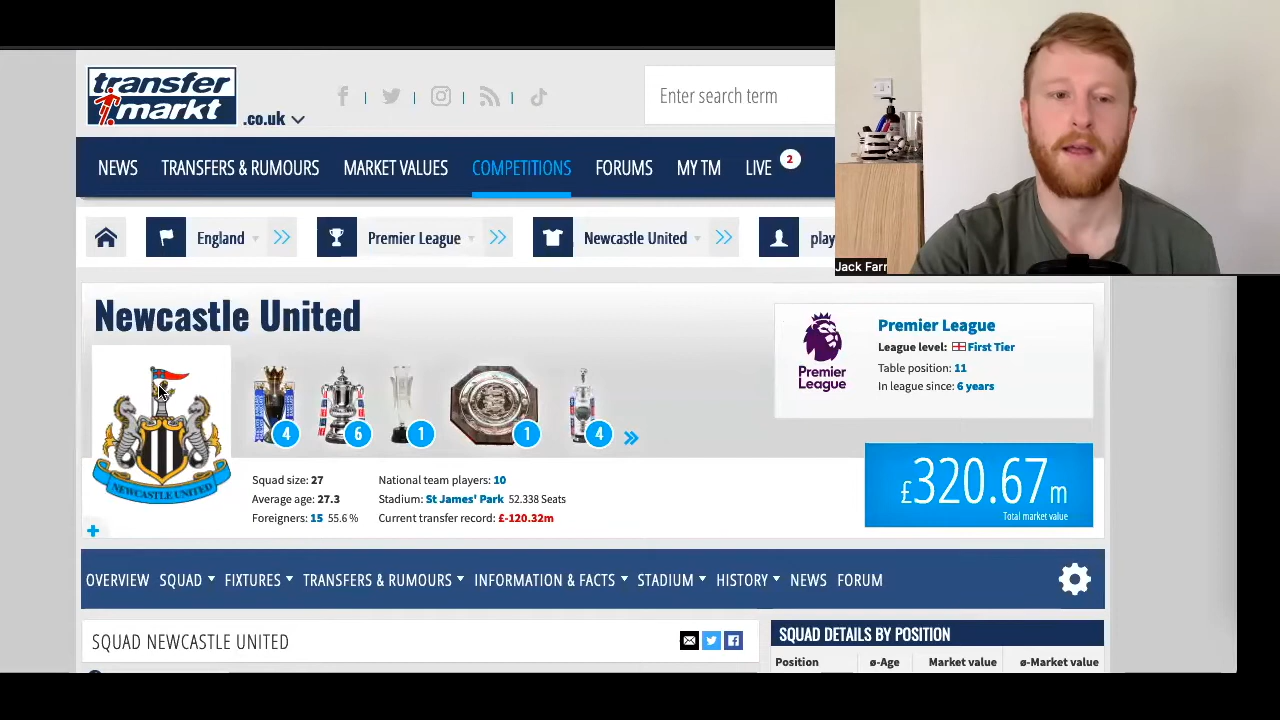 transfer
markt
.co.uk
Enter search term
NEWS TRANSFERS & RUMOURS MARKET VALUES COMPETITIONS FORUMS MY TM LIVE 2
England Premier League Newcastle United play
Jack Farr
Newcastle United
4 6 1 1 4
NEWCASTLE UNITED
Squad size: 27
Average age: 27.3
Foreigners: 15 55.6 %
National team players: 10
Stadium: St James' Park 52.338 Seats
Current transfer record: £-120.32m
Premier
League
Premier League
League level: First Tier
Table position: 11
In league since: 6 years
£320.67m
Total market value
OVERVIEW SQUAD FIXTURES TRANSFERS & RUMOURS INFORMATION & FACTS STADIUM HISTORY NEWS FORUM
SQUAD NEWCASTLE UNITED
SQUAD DETAILS BY POSITION
Position ø-Age Market value ø-Market value